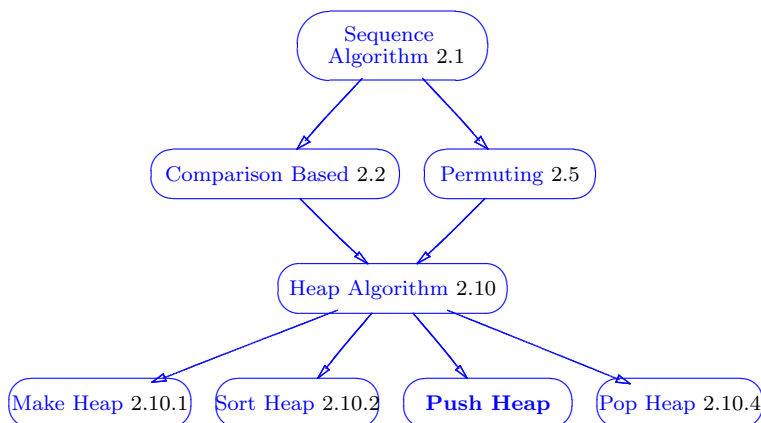 Sequence
Algorithm 2.1
Comparison Based 2.2
Permuting 2.5
Heap Algorithm 2.10
Make Heap 2.10.1
Sort Heap 2.10.2
Push Heap
Pop Heap 2.10.4